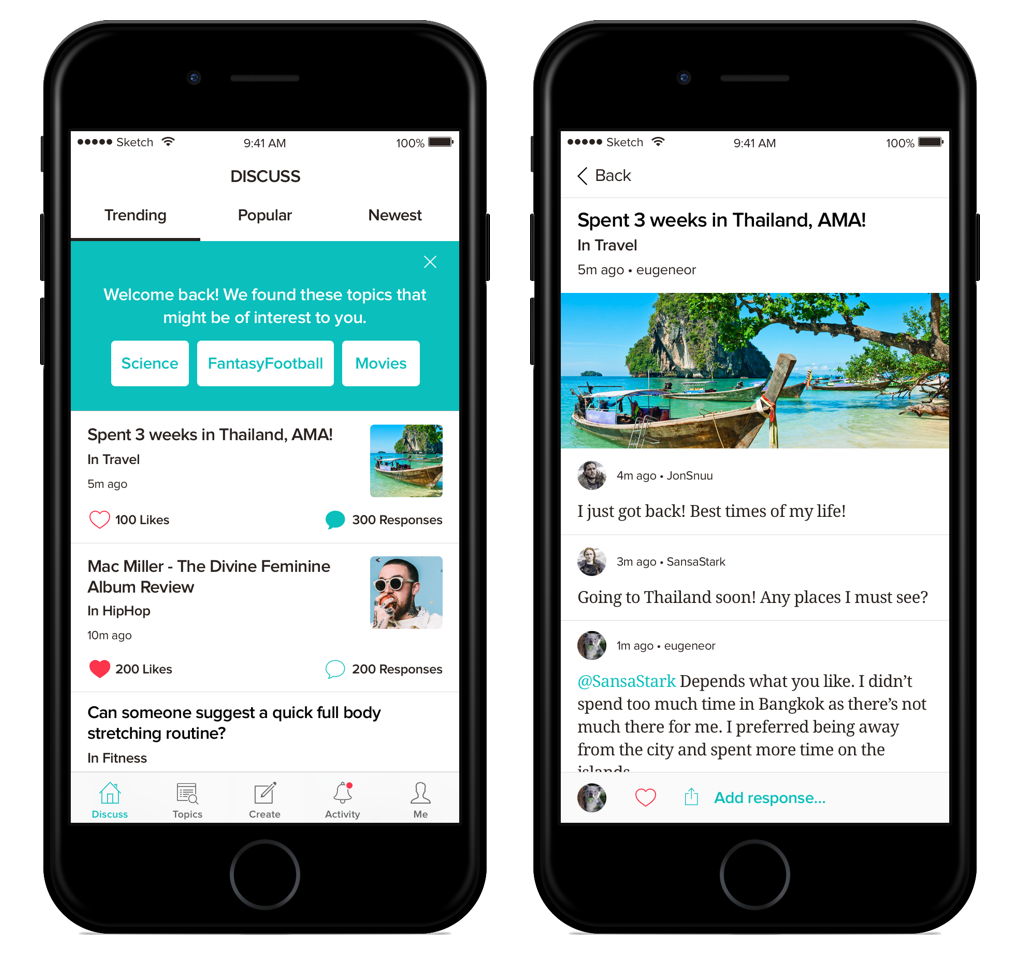 Sketch 9:41 AM 100%
DISCUSS
Trending Popular Newest
Welcome back! We found these topics that
might be of interest to you.
Science FantasyFootball Movies
Spent 3 weeks in Thailand, AMA!
In Travel
5m ago
100 Likes 300 Responses
Mac Miller - The Divine Feminine
Album Review
In HipHop
10m ago
200 Likes 200 Responses
Can someone suggest a quick full body
stretching routine?
In Fitness
Discuss Topics Create Activity Me
Sketch 9:41 AM 100%
Back
Spent 3 weeks in Thailand, AMA!
In Travel
5m ago • eugeneor
4m ago • JonSnuu
I just got back! Best times of my life!
3m ago • SansaStark
Going to Thailand soon! Any places I must see?
1m ago • eugeneor
@SansaStark Depends what you like. I didn’t
spend too much time in Bangkok as there’s not
much there for me. I preferred being away
from the city and spent more time on the
islands
Add response...